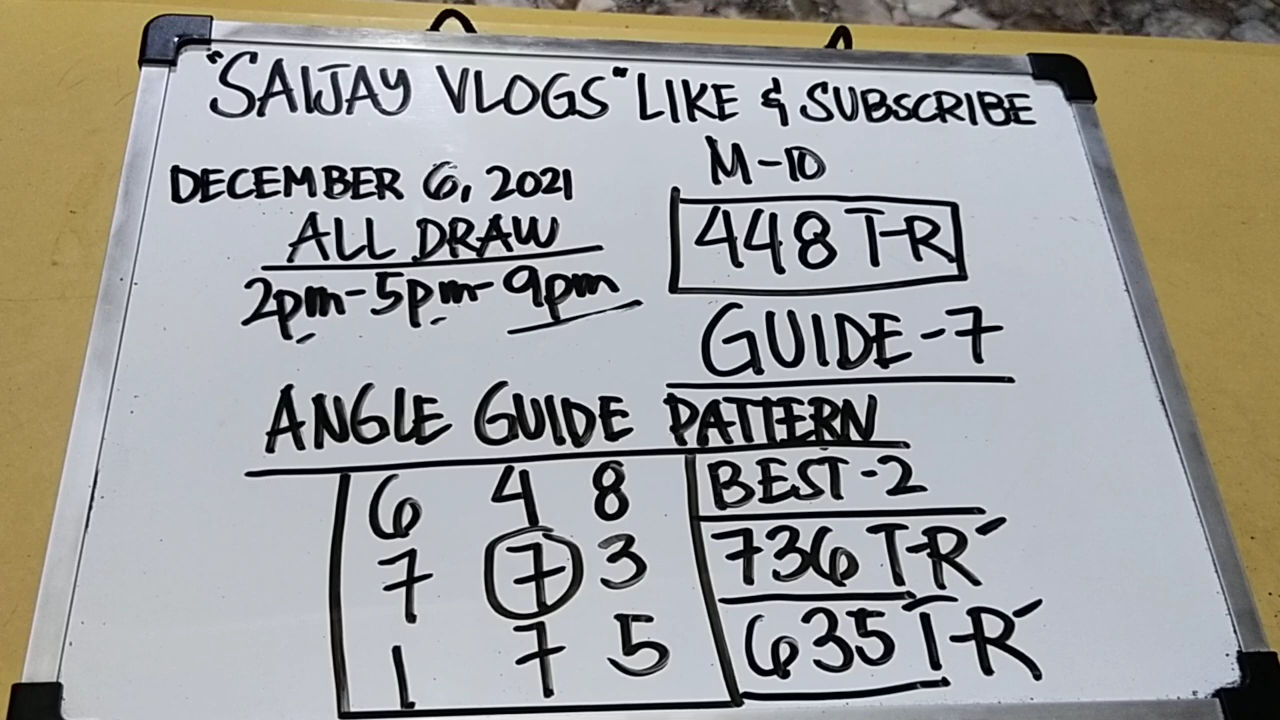 "SAIJAY VLOGS" LIKE & SUBSCRIBE
DECEMBER 6, 2021
ALL DRAW
2pm-5pm-9pm
M-10
448 T-R
GUIDE-7
ANGLE GUIDE PATTERN
6 4 8
7 7 3
1 7 5
BEST-2
736 T-R
635 T-R